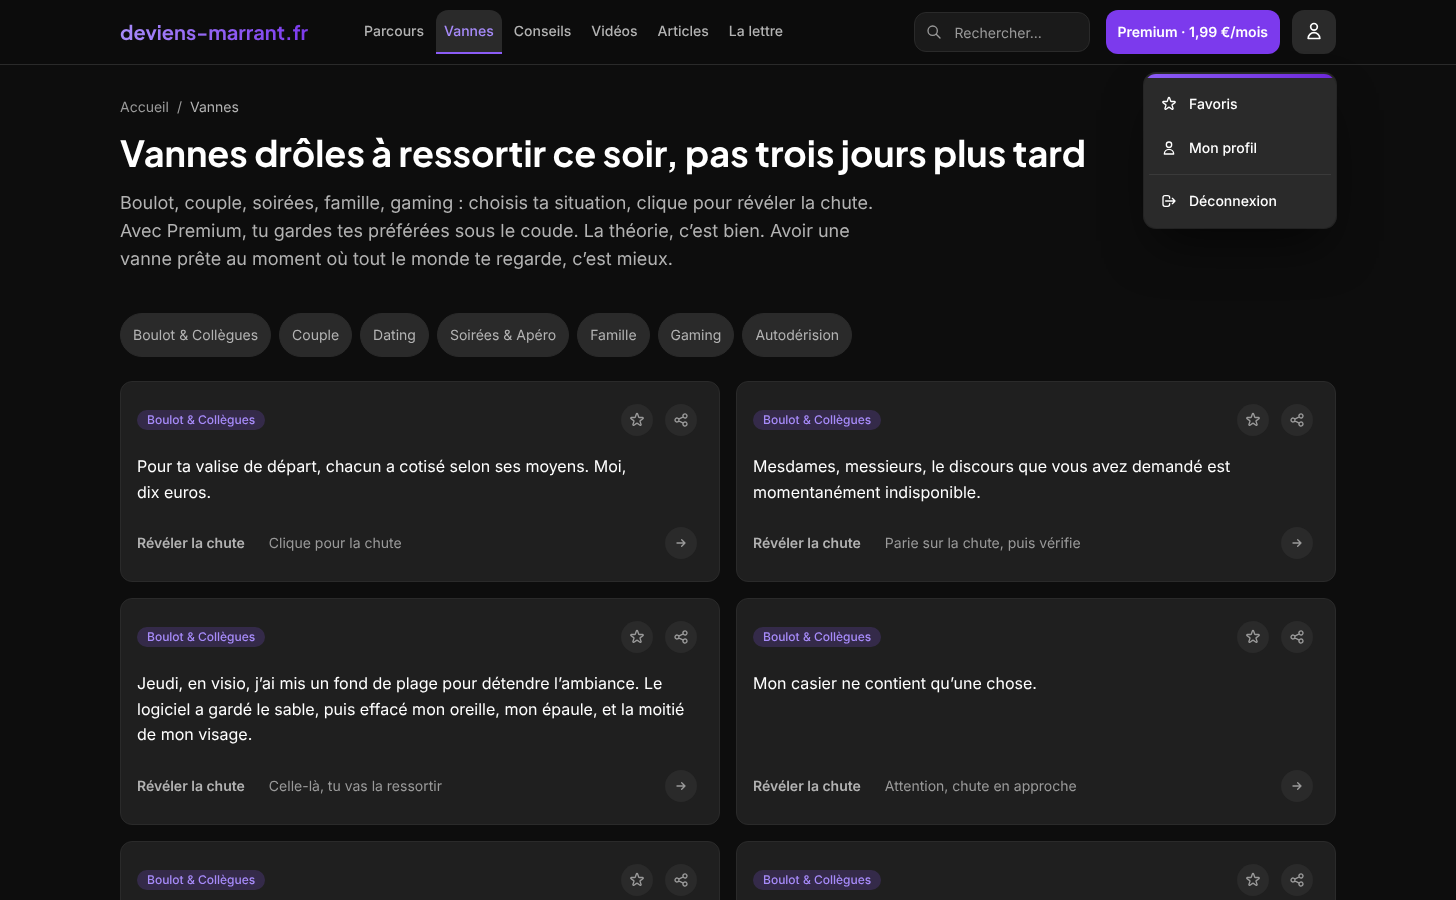 deviens-marrant.fr
Parcours
Vannes
Conseils
Vidéos
Articles
La lettre
Rechercher...
Premium · 1,99 €/mois
Favoris
Mon profil
Déconnexion
Accueil / Vannes
Vannes drôles à ressortir ce soir, pas trois jours plus tard
Boulot, couple, soirées, famille, gaming : choisis ta situation, clique pour révéler la chute.
Avec Premium, tu gardes tes préférées sous le coude. La théorie, c’est bien. Avoir une
vanne prête au moment où tout le monde te regarde, c’est mieux.
Boulot & Collègues
Couple
Dating
Soirées & Apéro
Famille
Gaming
Autodérision
Boulot & Collègues
Pour ta valise de départ, chacun a cotisé selon ses moyens. Moi,
dix euros.
Révéler la chute
Clique pour la chute
Boulot & Collègues
Mesdames, messieurs, le discours que vous avez demandé est
momentanément indisponible.
Révéler la chute
Parie sur la chute, puis vérifie
Boulot & Collègues
Jeudi, en visio, j’ai mis un fond de plage pour détendre l’ambiance. Le
logiciel a gardé le sable, puis effacé mon oreille, mon épaule, et la moitié
de mon visage.
Révéler la chute
Celle-là, tu vas la ressortir
Boulot & Collègues
Mon casier ne contient qu’une chose.
Révéler la chute
Attention, chute en approche
Boulot & Collègues
Boulot & Collègues